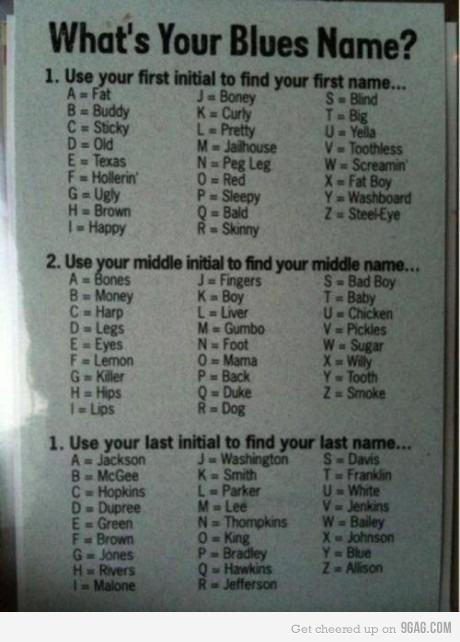 What's Your Blues Name?
1. Use your first initial to find your first name...
A = Fat J = Boney S = Blind
B = Buddy K = Curly T = Big
C = Sticky L = Pretty U = Yella
D = Old M = Jailhouse V = Toothless
E = Texas N = Peg Leg W = Screamin'
F = Hollerin' O = Red X = Fat Boy
G = Ugly P = Sleepy Y = Washboard
H = Brown Q = Bald Z = Steel-Eye
I = Happy R = Skinny
2. Use your middle initial to find your middle name...
A = Bones J = Fingers S = Bad Boy
B = Money K = Boy T = Baby
C = Harp L = Liver U = Chicken
D = Legs M = Gumbo V = Pickles
E = Eyes N = Foot W = Sugar
F = Lemon O = Mama X = Willy
G = Killer P = Back Y = Tooth
H = Hips Q = Duke Z = Smoke
I = Lips R = Dog
1. Use your last initial to find your last name...
A = Jackson J = Washington S = Davis
B = McGee K = Smith T = Franklin
C = Hopkins L = Parker U = White
D = Dupree M = Lee V = Jenkins
E = Green N = Thompkins W = Bailey
F = Brown O = King X = Johnson
G = Jones P = Bradley Y = Blue
H = Rivers Q = Hawkins Z = Allison
I = Malone R = Jefferson
Get cheered up on 9GAG.COM